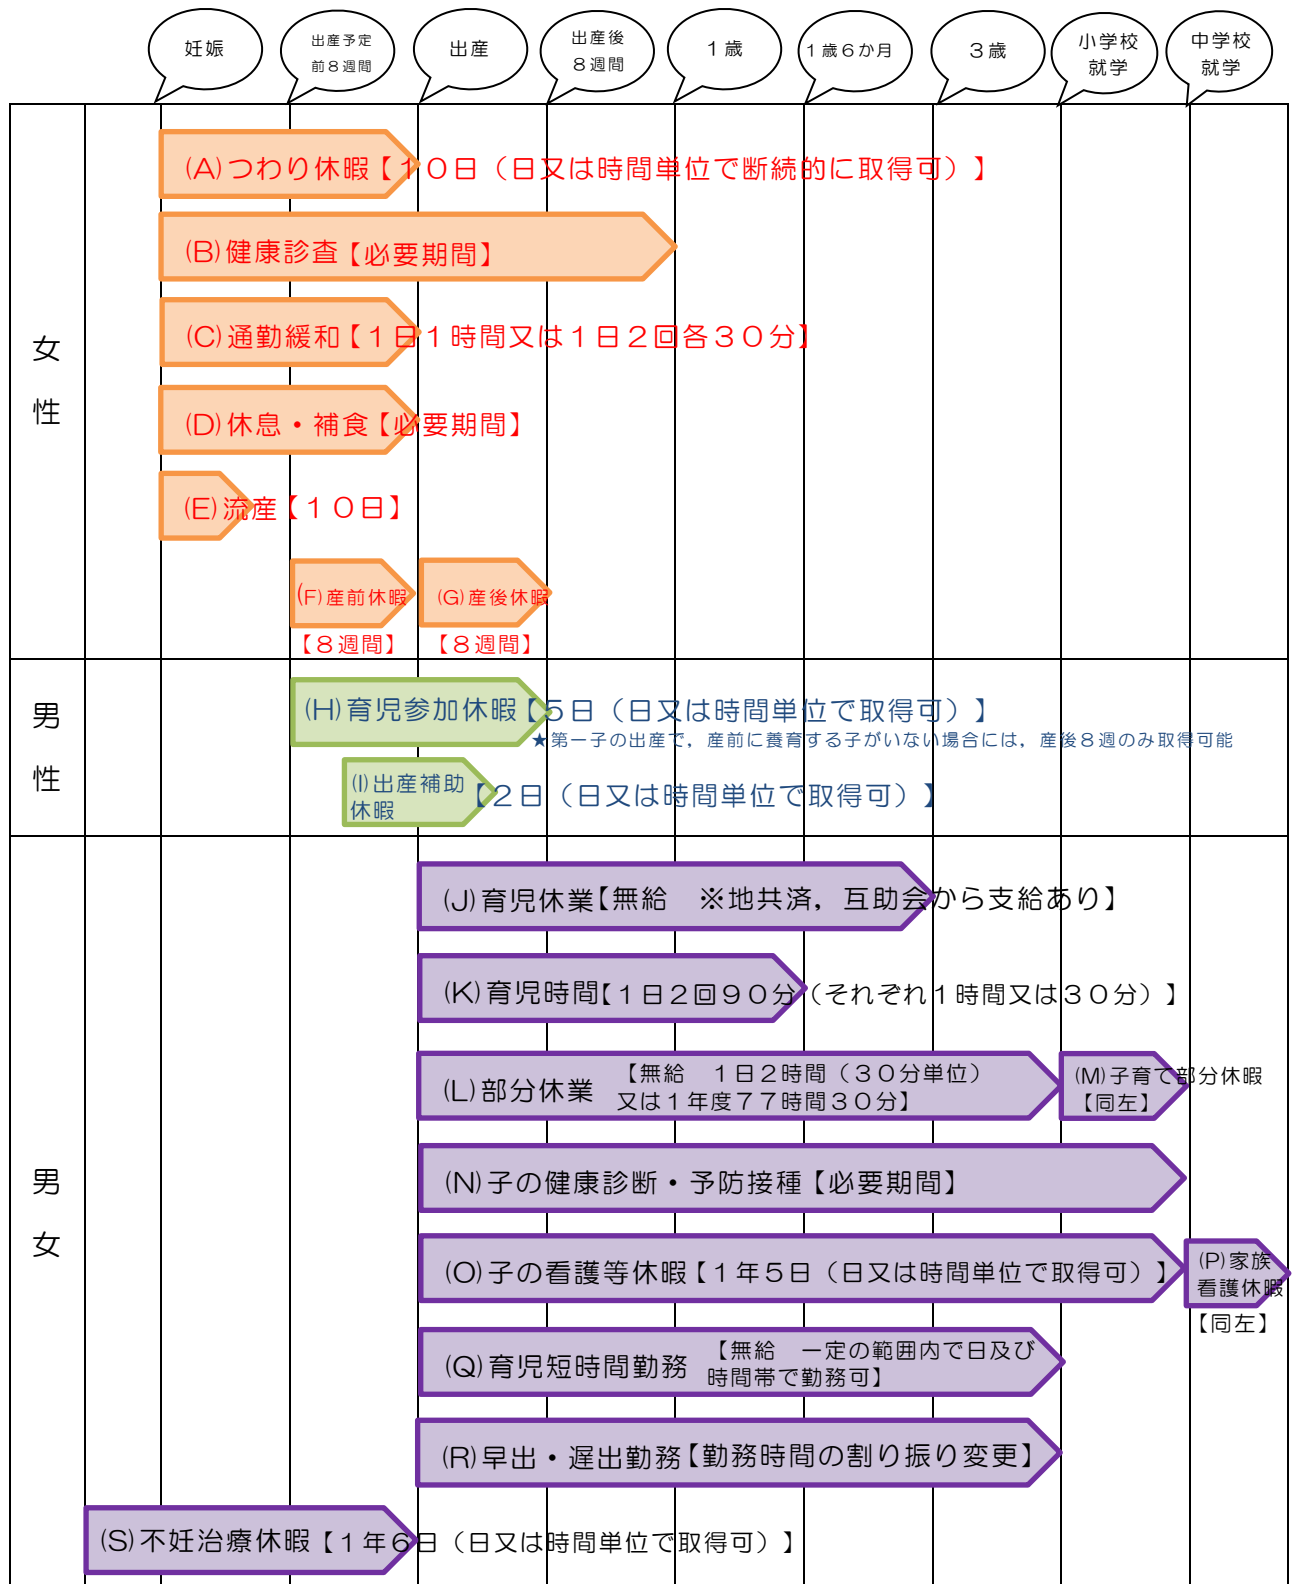 妊娠
出産予定
前８週間
出産
出産後
８週間
１歳
１歳６か月
３歳
小学校
就学
中学校
就学
女
性
(A)つわり休暇【１０日（日又は時間単位で断続的に取得可）】
(B)健康診査【必要期間】
(C)通勤緩和【１日１時間又は１日２回各３０分】
(D)休息・補食【必要期間】
(E)流産【１０日】
(F)産前休暇
【８週間】
(G)産後休暇
【８週間】
男
性
(H)育児参加休暇【５日（日又は時間単位で取得可）】
★第一子の出産で，産前に養育する子がいない場合には，産後８週のみ取得可能
(I)出産補助
休暇
【２日（日又は時間単位で取得可）】
男
女
(J)育児休業【無給　※地共済，互助会から支給あり】
(K)育児時間【１日２回９０分（それぞれ１時間又は３０分）】
(L)部分休業
【無給　１日２時間（３０分単位）
又は１年度７７時間３０分】
(M)子育て部分休暇
【同左】
(N)子の健康診断・予防接種【必要期間】
(O)子の看護等休暇【１年５日（日又は時間単位で取得可）】
(P)家族
看護休暇
【同左】
(Q)育児短時間勤務
【無給　一定の範囲内で日及び
時間帯で勤務可】
(R)早出・遅出勤務【勤務時間の割り振り変更】
(S)不妊治療休暇【１年６日（日又は時間単位で取得可）】